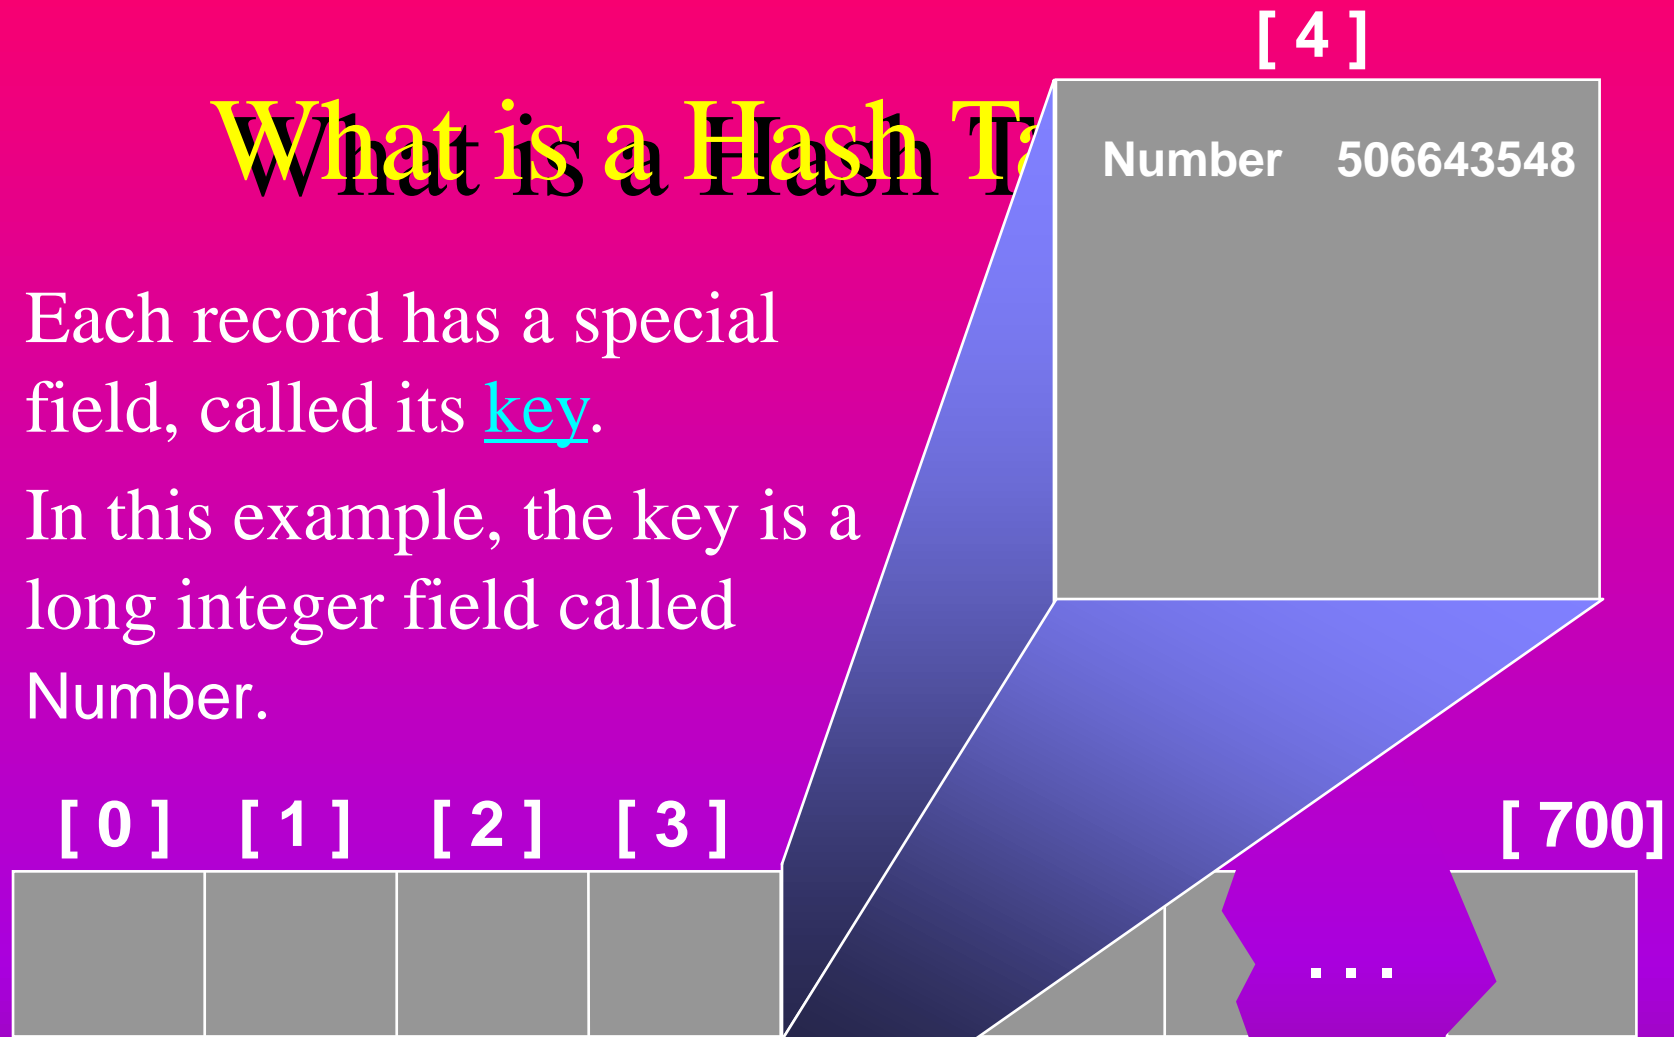 [ 4 ]
What is a Hash Ta
Number 506643548
Each record has a special
field, called its key.
In this example, the key is a
long integer field called
Number.
[ 0 ] [ 1 ] [ 2 ] [ 3 ] [ 700]
. . .